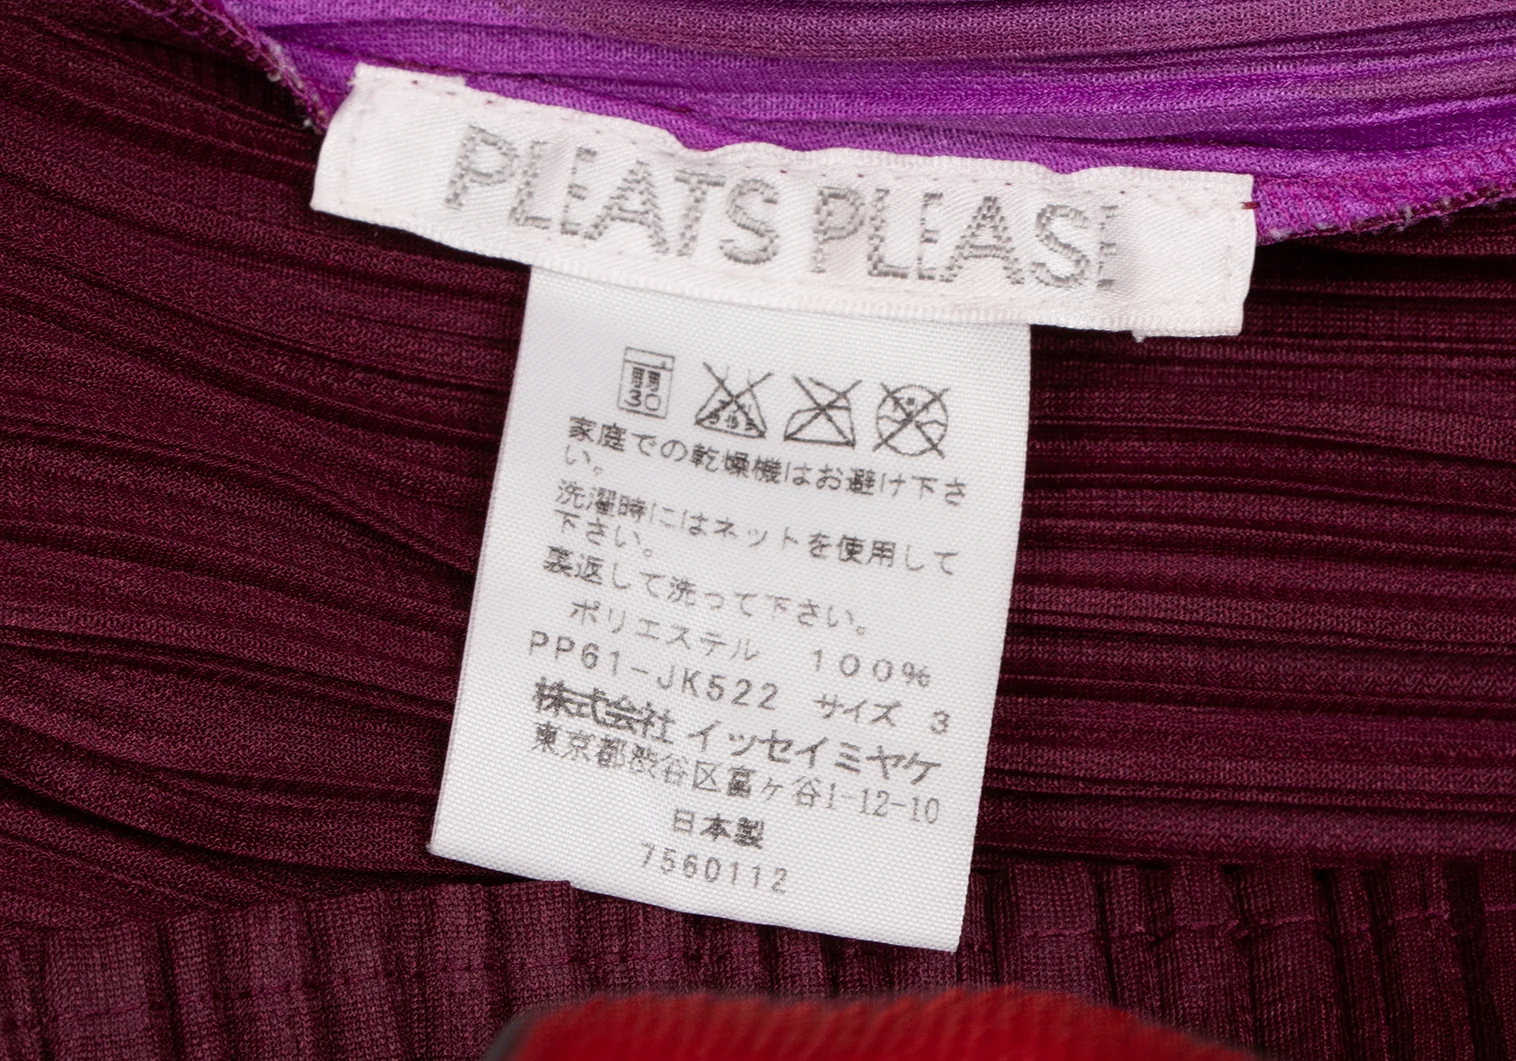 PLEATS PLEASE
弱
30
家庭での乾燥機はお避け下さ
い。
洗濯時にはネットを使用して
下さい。
裏返して洗って下さい。
ポリエステル 100%
PP61-JK522 サイズ 3
株式会社 イッセイミヤケ
東京都渋谷区富ヶ谷1-12-10
日本製
7560112